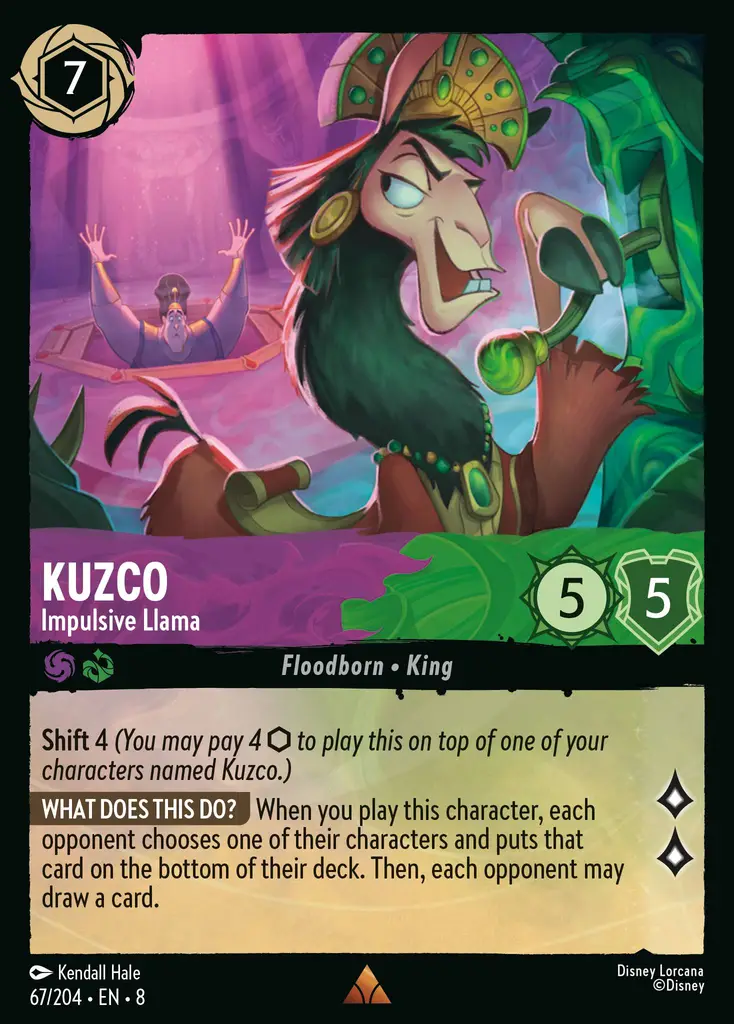 7
KUZCO
Impulsive Llama
5 5
Floodborn • King
Shift 4 (You may pay 4 ⬡ to play this on top of one of your
characters named Kuzco.)
WHAT DOES THIS DO? When you play this character, each
opponent chooses one of their characters and puts that
card on the bottom of their deck. Then, each opponent may
draw a card.
Kendall Hale
67/204 • EN • 8
Disney Lorcana
©Disney